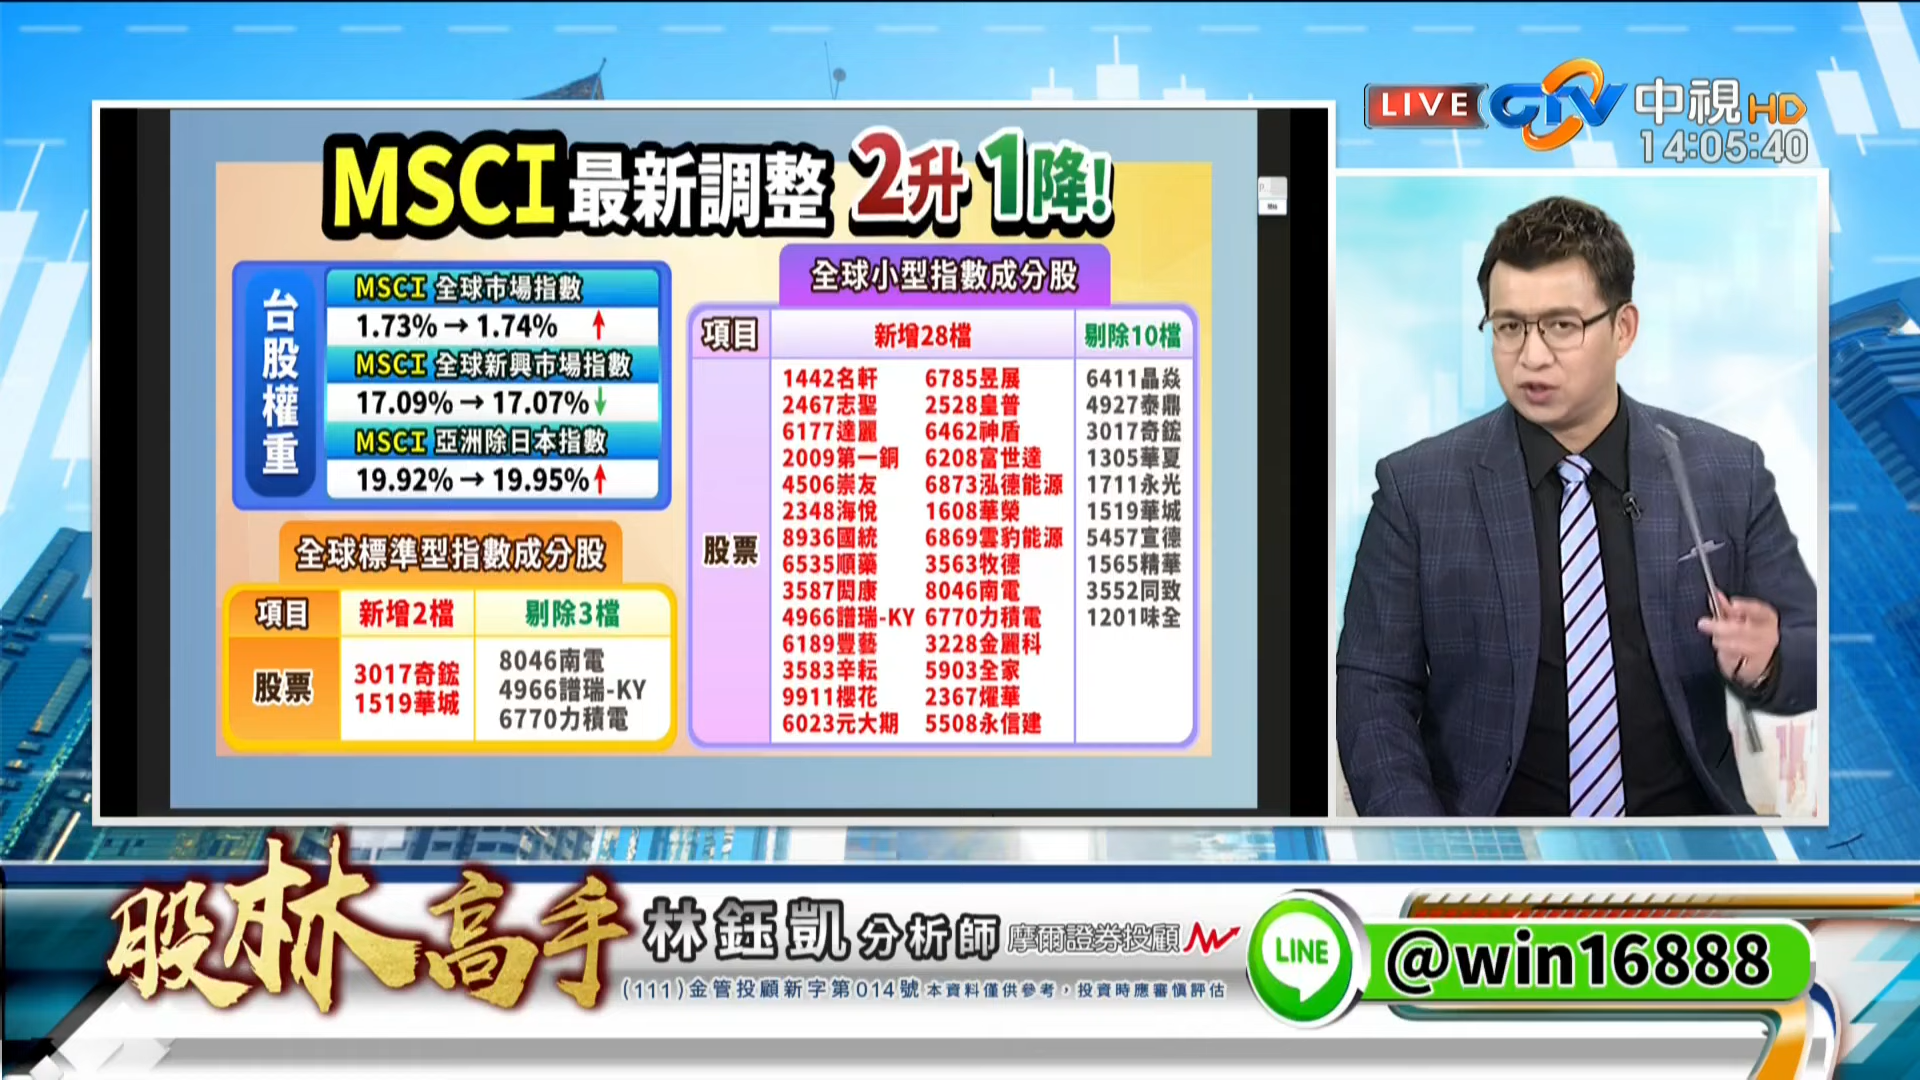 LIVE CTV 中視 HD
14:05:40
MSCI 最新調整 2升 1降!
台股權重
MSCI 全球市場指數
1.73% → 1.74% ↑
MSCI 全球新興市場指數
17.09% → 17.07% ↓
MSCI 亞洲除日本指數
19.92% → 19.95% ↑
全球標準型指數成分股
項目 新增2檔 剔除3檔
股票
3017奇鋐
1519華城
8046南電
4966譜瑞-KY
6770力積電
全球小型指數成分股
項目 新增28檔 剔除10檔
股票
1442名軒 6785昱展 6411晶焱
2467志聖 2528皇普 4927泰鼎
6177達麗 6462神盾 3017奇鋐
2009第一銅 6208富世達 1305華夏
4506崇友 6873泓德能源 1711永光
2348海悅 1608華榮 1519華城
8936國統 6869雲豹能源 5457宣德
6535順藥 3563牧德 1565精華
3587閎康 8046南電 3552同致
4966譜瑞-KY 6770力積電 1201味全
6189豐藝 3228金麗科
3583辛耘 5903全家
9911櫻花 2367燿華
6023元大期 5508永信建
股林高手
林鈺凱 分析師 摩爾證券投顧
(111)金管投顧新字第014號 本資料僅供參考，投資時應審慎評估
LINE
@win16888